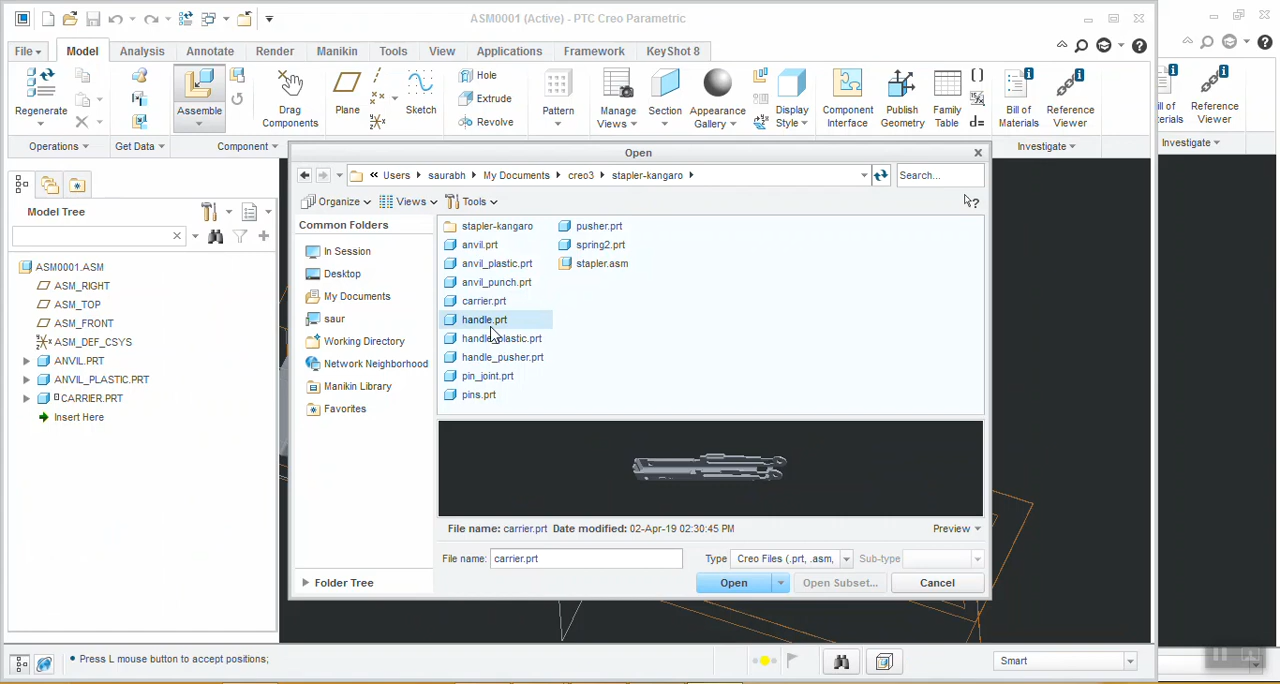 ASM0001 (Active) - PTC Creo Parametric
File Model Analysis Annotate Render Manikin Tools View Applications Framework KeyShot 8
Regenerate
Assemble
Drag
Components
Plane
Sketch
Hole
Extrude
Revolve
Pattern
Manage
Views
Section
Appearance
Gallery
Display
Style
Component
Interface
Publish
Geometry
Family
Table
Bill of
Materials
Reference
Viewer
Reference
Viewer
Operations Get Data Component Investigate Investigate
Model Tree
ASM0001.ASM
ASM_RIGHT
ASM_TOP
ASM_FRONT
ASM_DEF_CSYS
ANVIL.PRT
ANVIL_PLASTIC.PRT
CARRIER.PRT
Insert Here
Open
« Users saurabh My Documents creo3 stapler-kangaro
Search...
Organize Views Tools
Common Folders
In Session
Desktop
My Documents
saur
Working Directory
Network Neighborhood
Manikin Library
Favorites
Folder Tree
stapler-kangaro
anvil.prt
anvil_plastic.prt
anvil_punch.prt
carrier.prt
handle.prt
handle_plastic.prt
handle_pusher.prt
pin_joint.prt
pins.prt
pusher.prt
spring2.prt
stapler.asm
File name: carrier.prt Date modified: 02-Apr-19 02:30:45 PM
Preview
File name: carrier.prt
Type Creo Files (.prt, .asm,
Sub-type
Open
Open Subset...
Cancel
• Press L mouse button to accept positions;
Smart